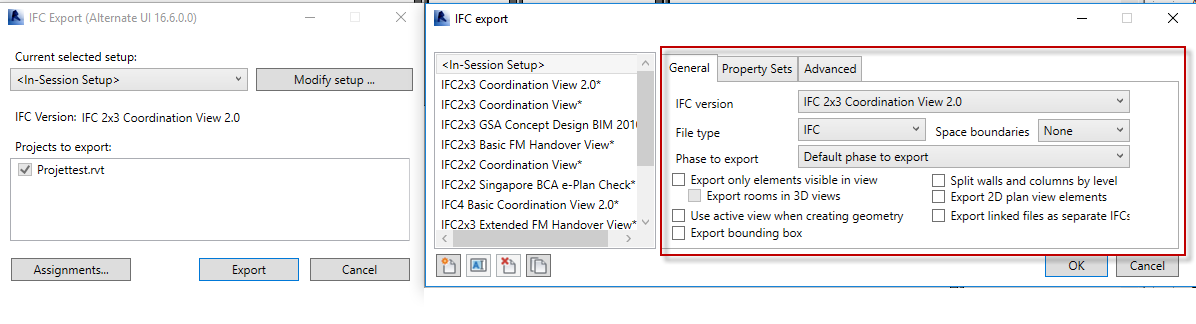 IFC Export (Alternate UI 16.6.0.0)
Current selected setup:
<In-Session Setup>
Modify setup ...
IFC Version: IFC 2x3 Coordination View 2.0
Projects to export:
Projettest.rvt
Assignments...
Export
Cancel
IFC export
<In-Session Setup>
IFC2x3 Coordination View 2.0*
IFC2x3 Coordination View*
IFC2x3 GSA Concept Design BIM 2010
IFC2x3 Basic FM Handover View*
IFC2x2 Coordination View*
IFC2x2 Singapore BCA e-Plan Check*
IFC4 Basic Coordination View 2.0*
IFC2x3 Extended FM Handover View*
General
Property Sets
Advanced
IFC version
IFC 2x3 Coordination View 2.0
File type
IFC
Space boundaries
None
Phase to export
Default phase to export
Export only elements visible in view
Export rooms in 3D views
Use active view when creating geometry
Export bounding box
Split walls and columns by level
Export 2D plan view elements
Export linked files as separate IFCs
OK
Cancel